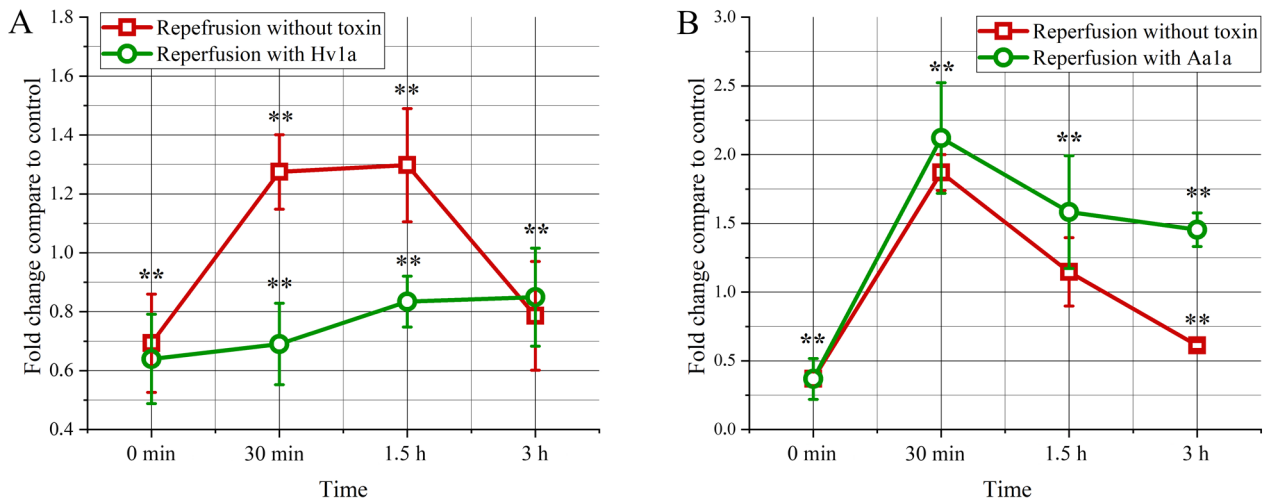 A
Repefrusion without toxin
Reperfusion with Hv1a
Fold change compare to control
1.8
1.6
1.4
1.2
1.0
0.8
0.6
0.4
**
**
**
**
**
**
0 min
30 min
1.5 h
3 h
Time
B
Reperfusion without toxin
Reperfusion with Aa1a
Fold change compare to control
3.0
2.5
2.0
1.5
1.0
0.5
0.0
**
**
**
**
**
0 min
30 min
1.5 h
3 h
Time